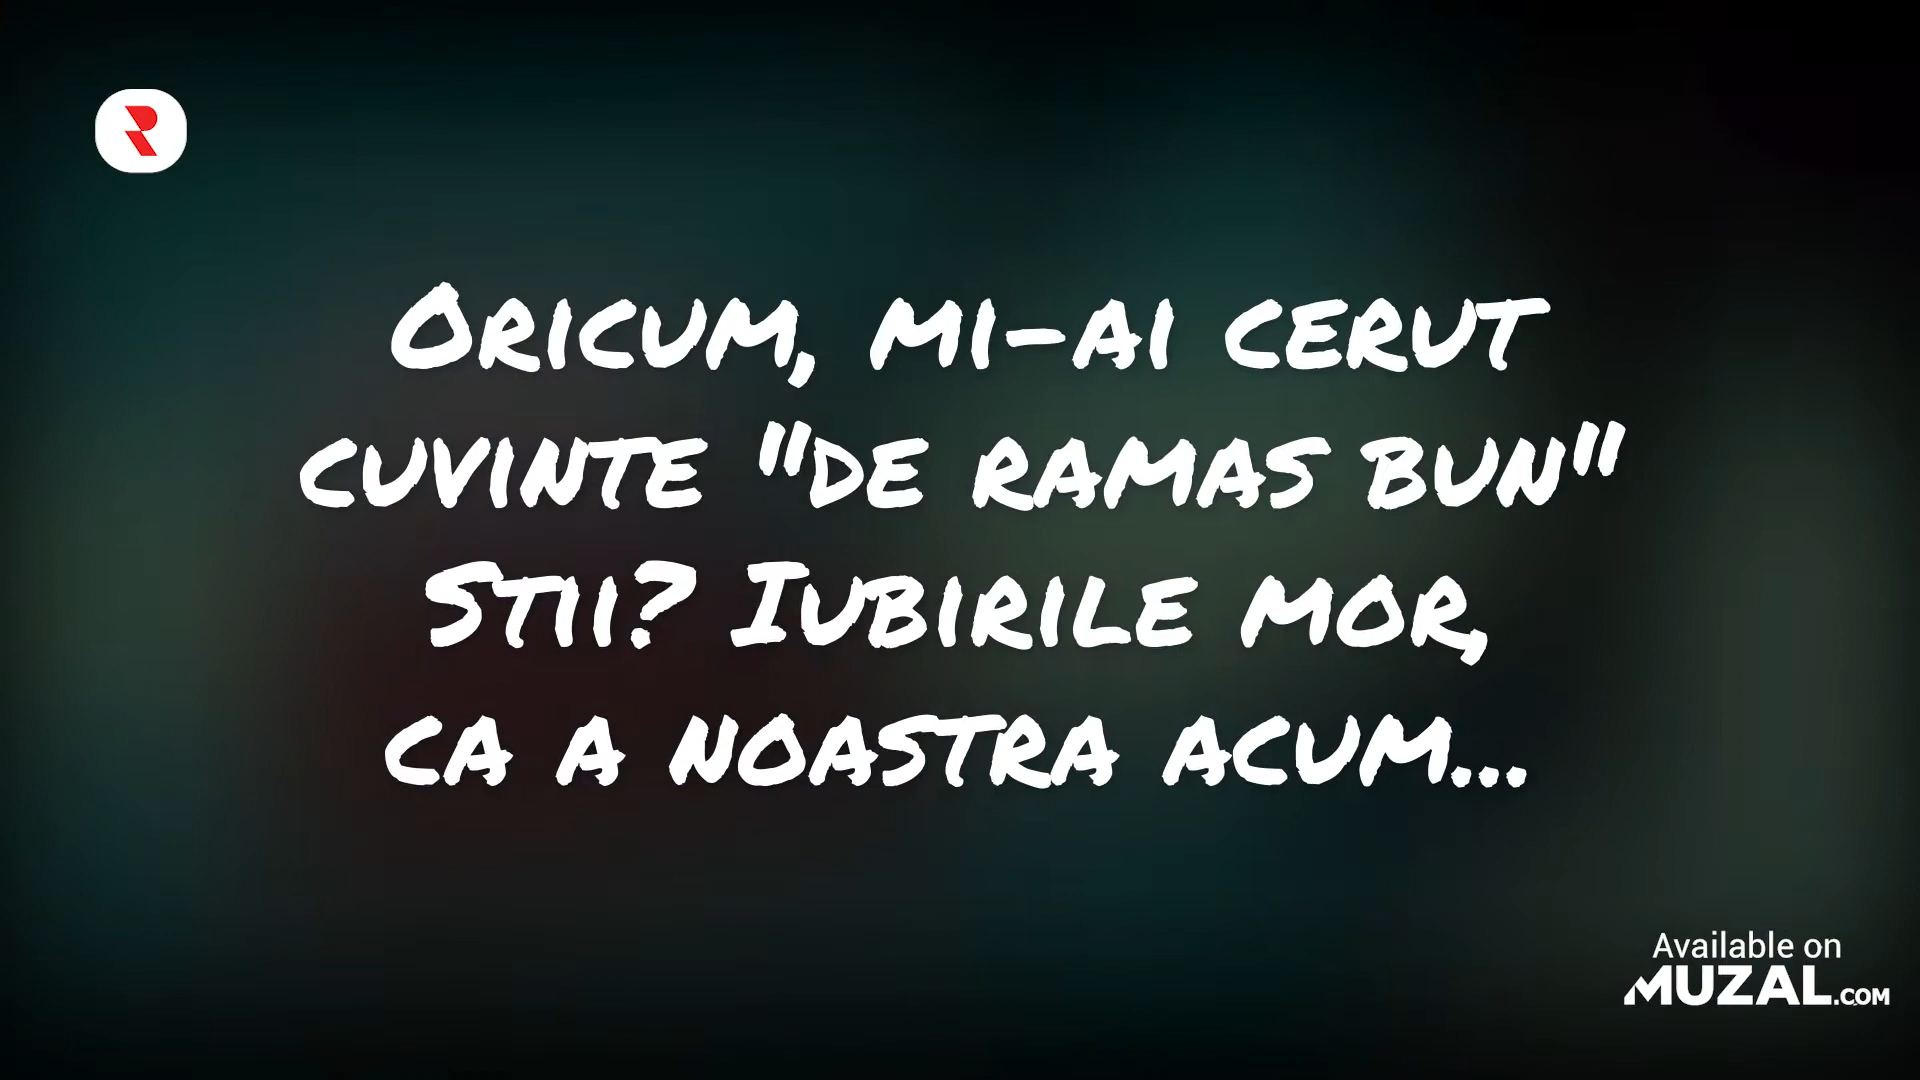 Oricum, mi-ai cerut
cuvinte "de ramas bun"
Stii? Iubirile mor,
ca a noastra acum...
Available on
MUZAL.COM